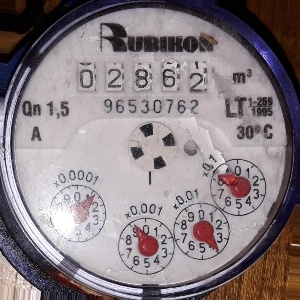 RUBIKON
02862 m³
96530762
Qn 1,5
A
LT 1-289
1995
30°C
x0,0001
x0,001
x0,01
x0,1